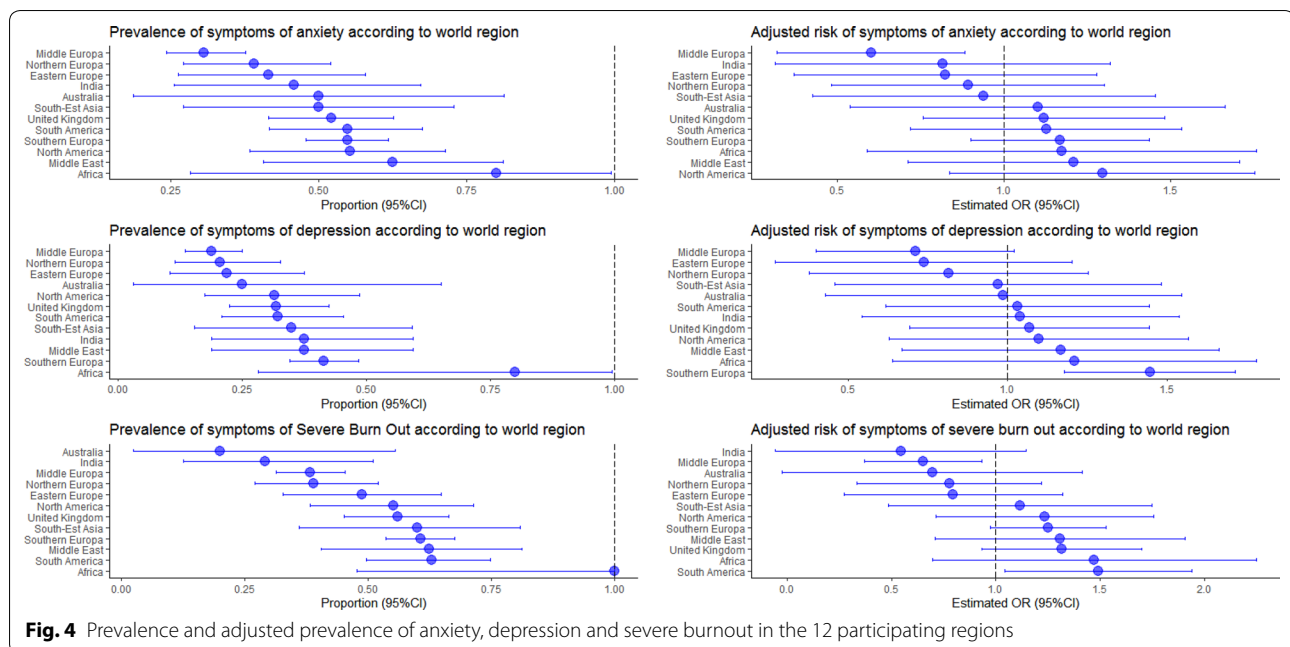 Prevalence of symptoms of anxiety according to world region
Middle Europa
Northern Europa
Eastern Europe
India
Australia
South-Est Asia
United Kingdom
South America
Southern Europa
North America
Middle East
Africa
0.25 0.50 0.75 1.00
Proportion (95%CI)
Adjusted risk of symptoms of anxiety according to world region
Middle Europa
India
Eastern Europe
Northern Europa
South-Est Asia
Australia
United Kingdom
South America
Southern Europa
Africa
Middle East
North America
0.5 1.0 1.5
Estimated OR (95%CI)
Prevalence of symptoms of depression according to world region
Middle Europa
Northern Europa
Eastern Europe
Australia
North America
United Kingdom
South America
South-Est Asia
India
Middle East
Southern Europa
Africa
0.00 0.25 0.50 0.75 1.00
Proportion (95%CI)
Adjusted risk of symptoms of depression according to world region
Middle Europa
Eastern Europe
Northern Europa
South-Est Asia
Australia
South America
India
United Kingdom
North America
Middle East
Africa
Southern Europa
0.5 1.0 1.5
Estimated OR (95%CI)
Prevalence of symptoms of Severe Burn Out according to world region
Australia
India
Middle Europa
Northern Europa
Eastern Europe
North America
United Kingdom
South-Est Asia
Southern Europa
Middle East
South America
Africa
0.00 0.25 0.50 0.75 1.00
Proportion (95%CI)
Adjusted risk of symptoms of severe burn out according to world region
India
Middle Europa
Australia
Northern Europa
Eastern Europe
South-Est Asia
North America
Southern Europa
Middle East
United Kingdom
Africa
South America
0.0 0.5 1.0 1.5 2.0
Estimated OR (95%CI)
Fig. 4 Prevalence and adjusted prevalence of anxiety, depression and severe burnout in the 12 participating regions